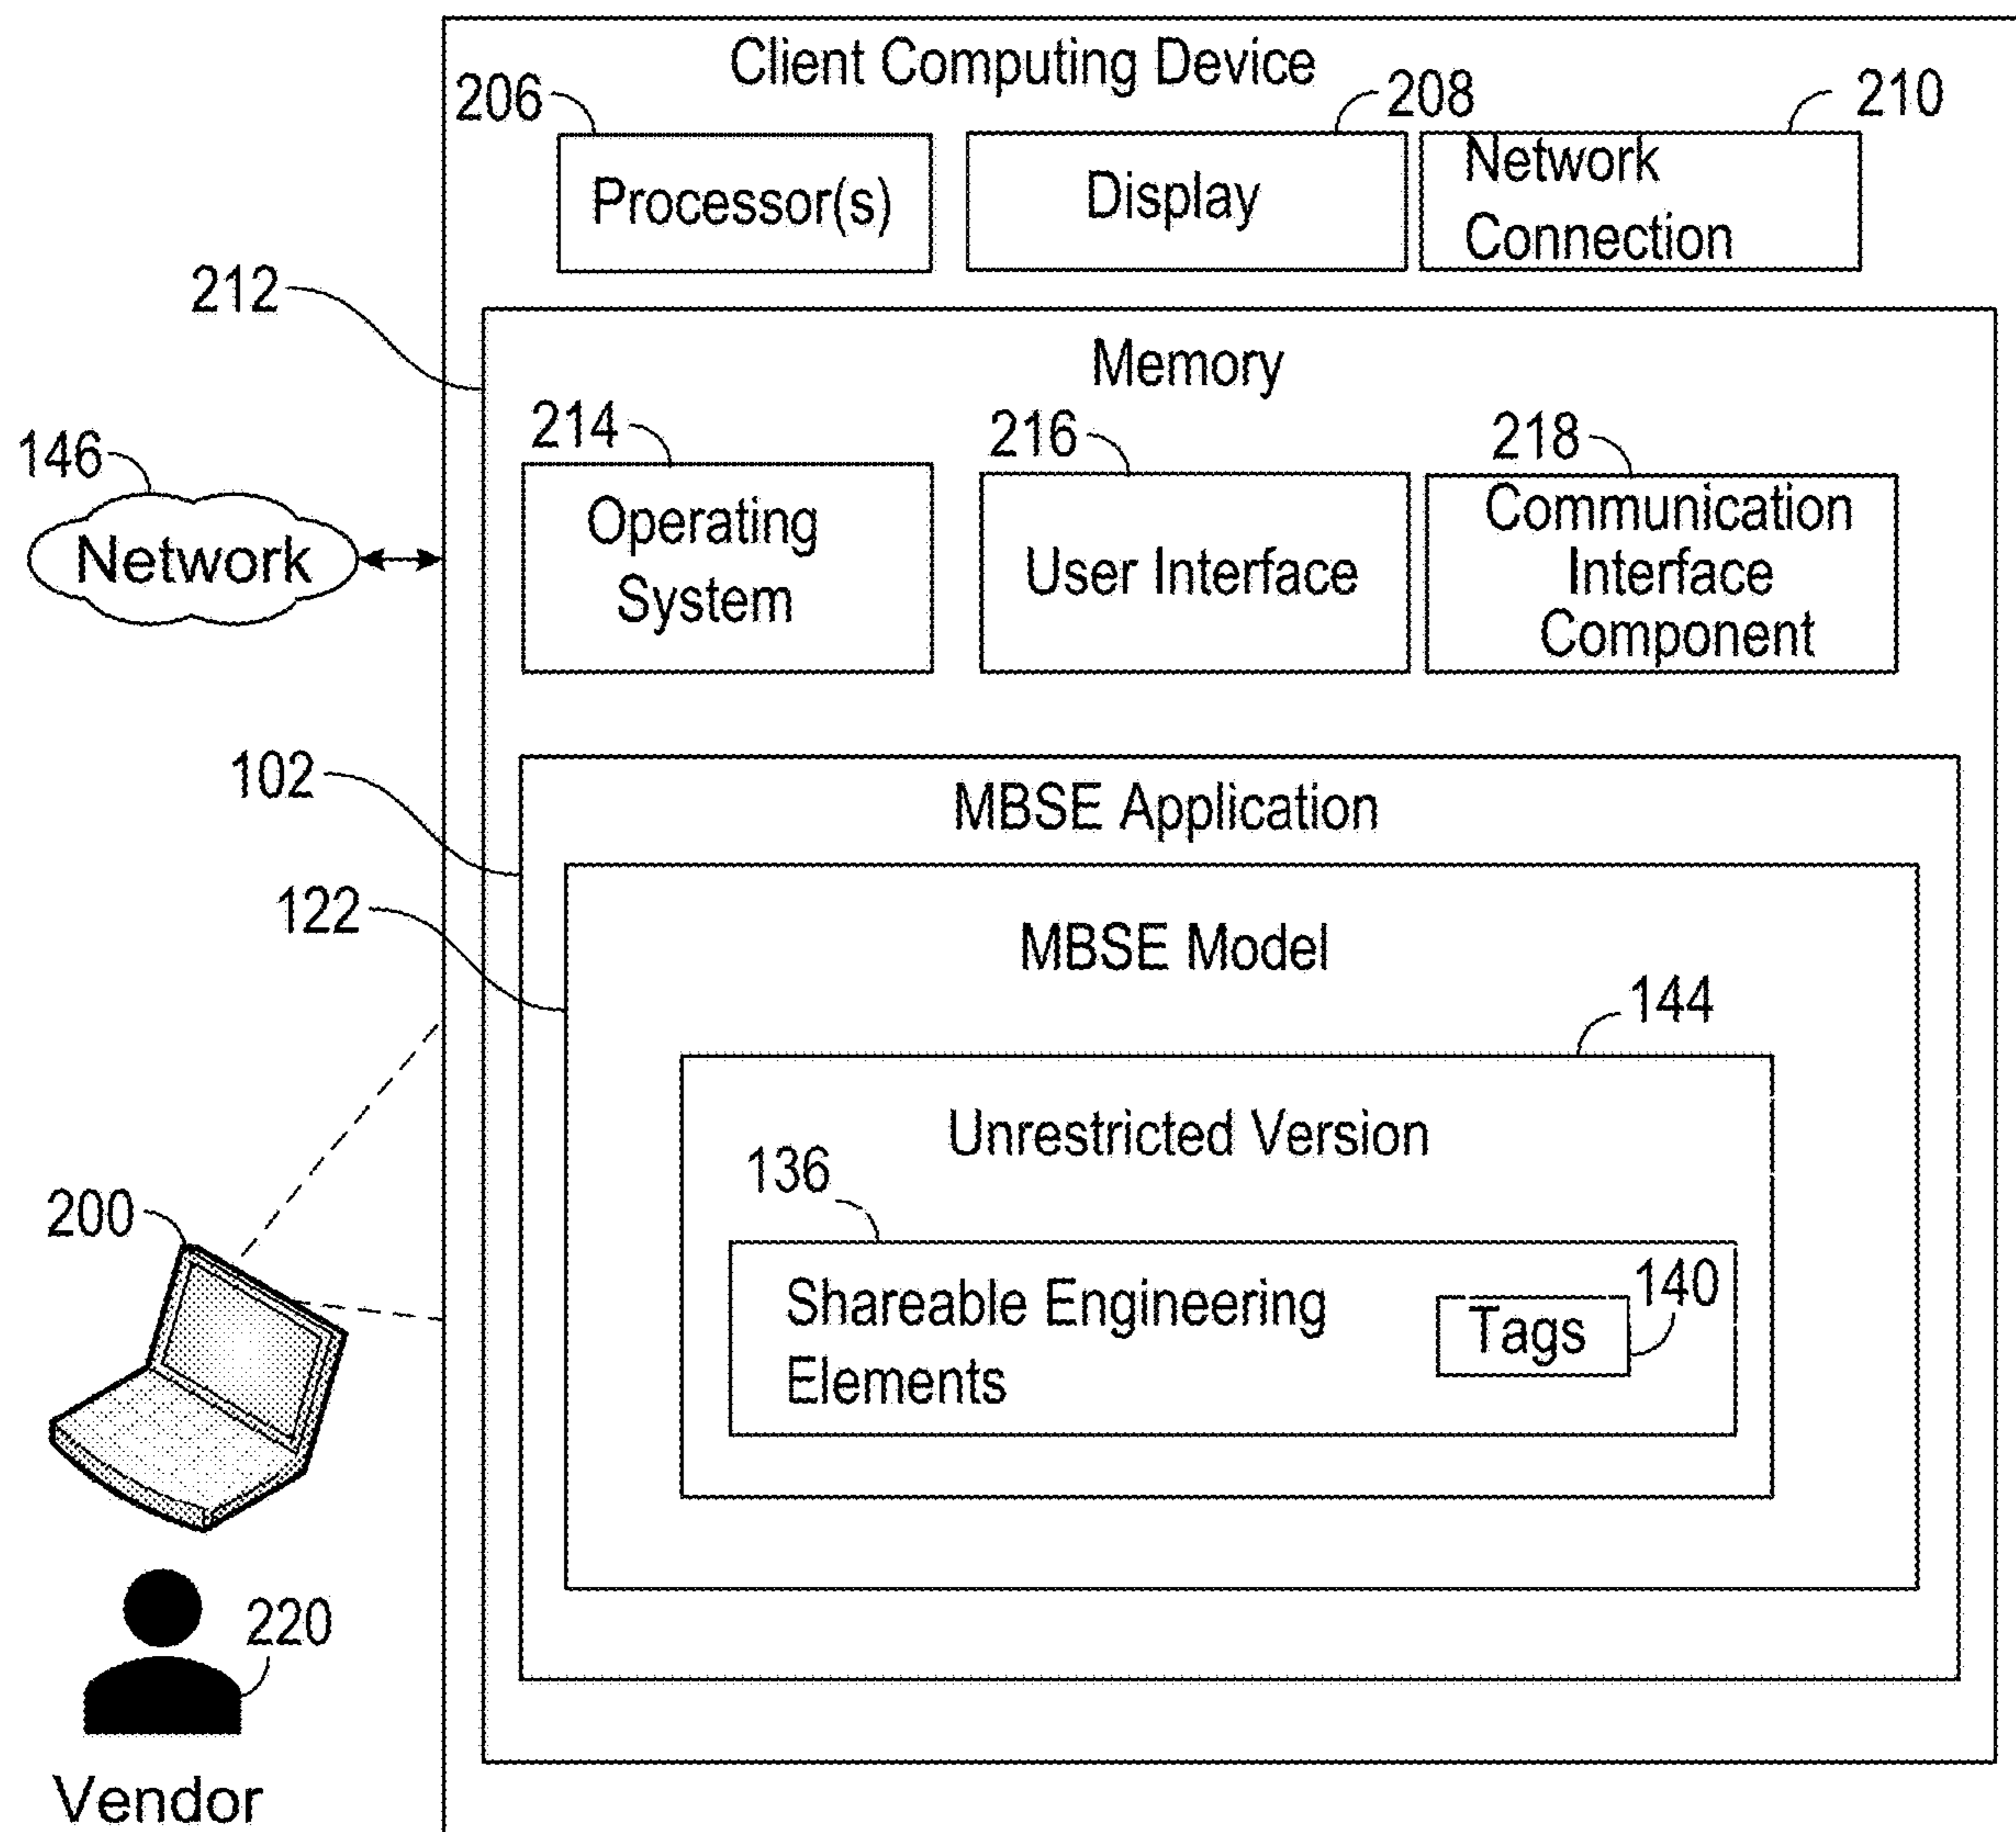 Client Computing Device
206
208
210
Processor(s)
Display
Network
Connection
212
Memory
214
216
218
146
Network
Operating
System
User Interface
Communication
Interface
Component
102
MBSE Application
122
MBSE Model
144
Unrestricted Version
136
200
Shareable Engineering
Elements
Tags
140
220
Vendor